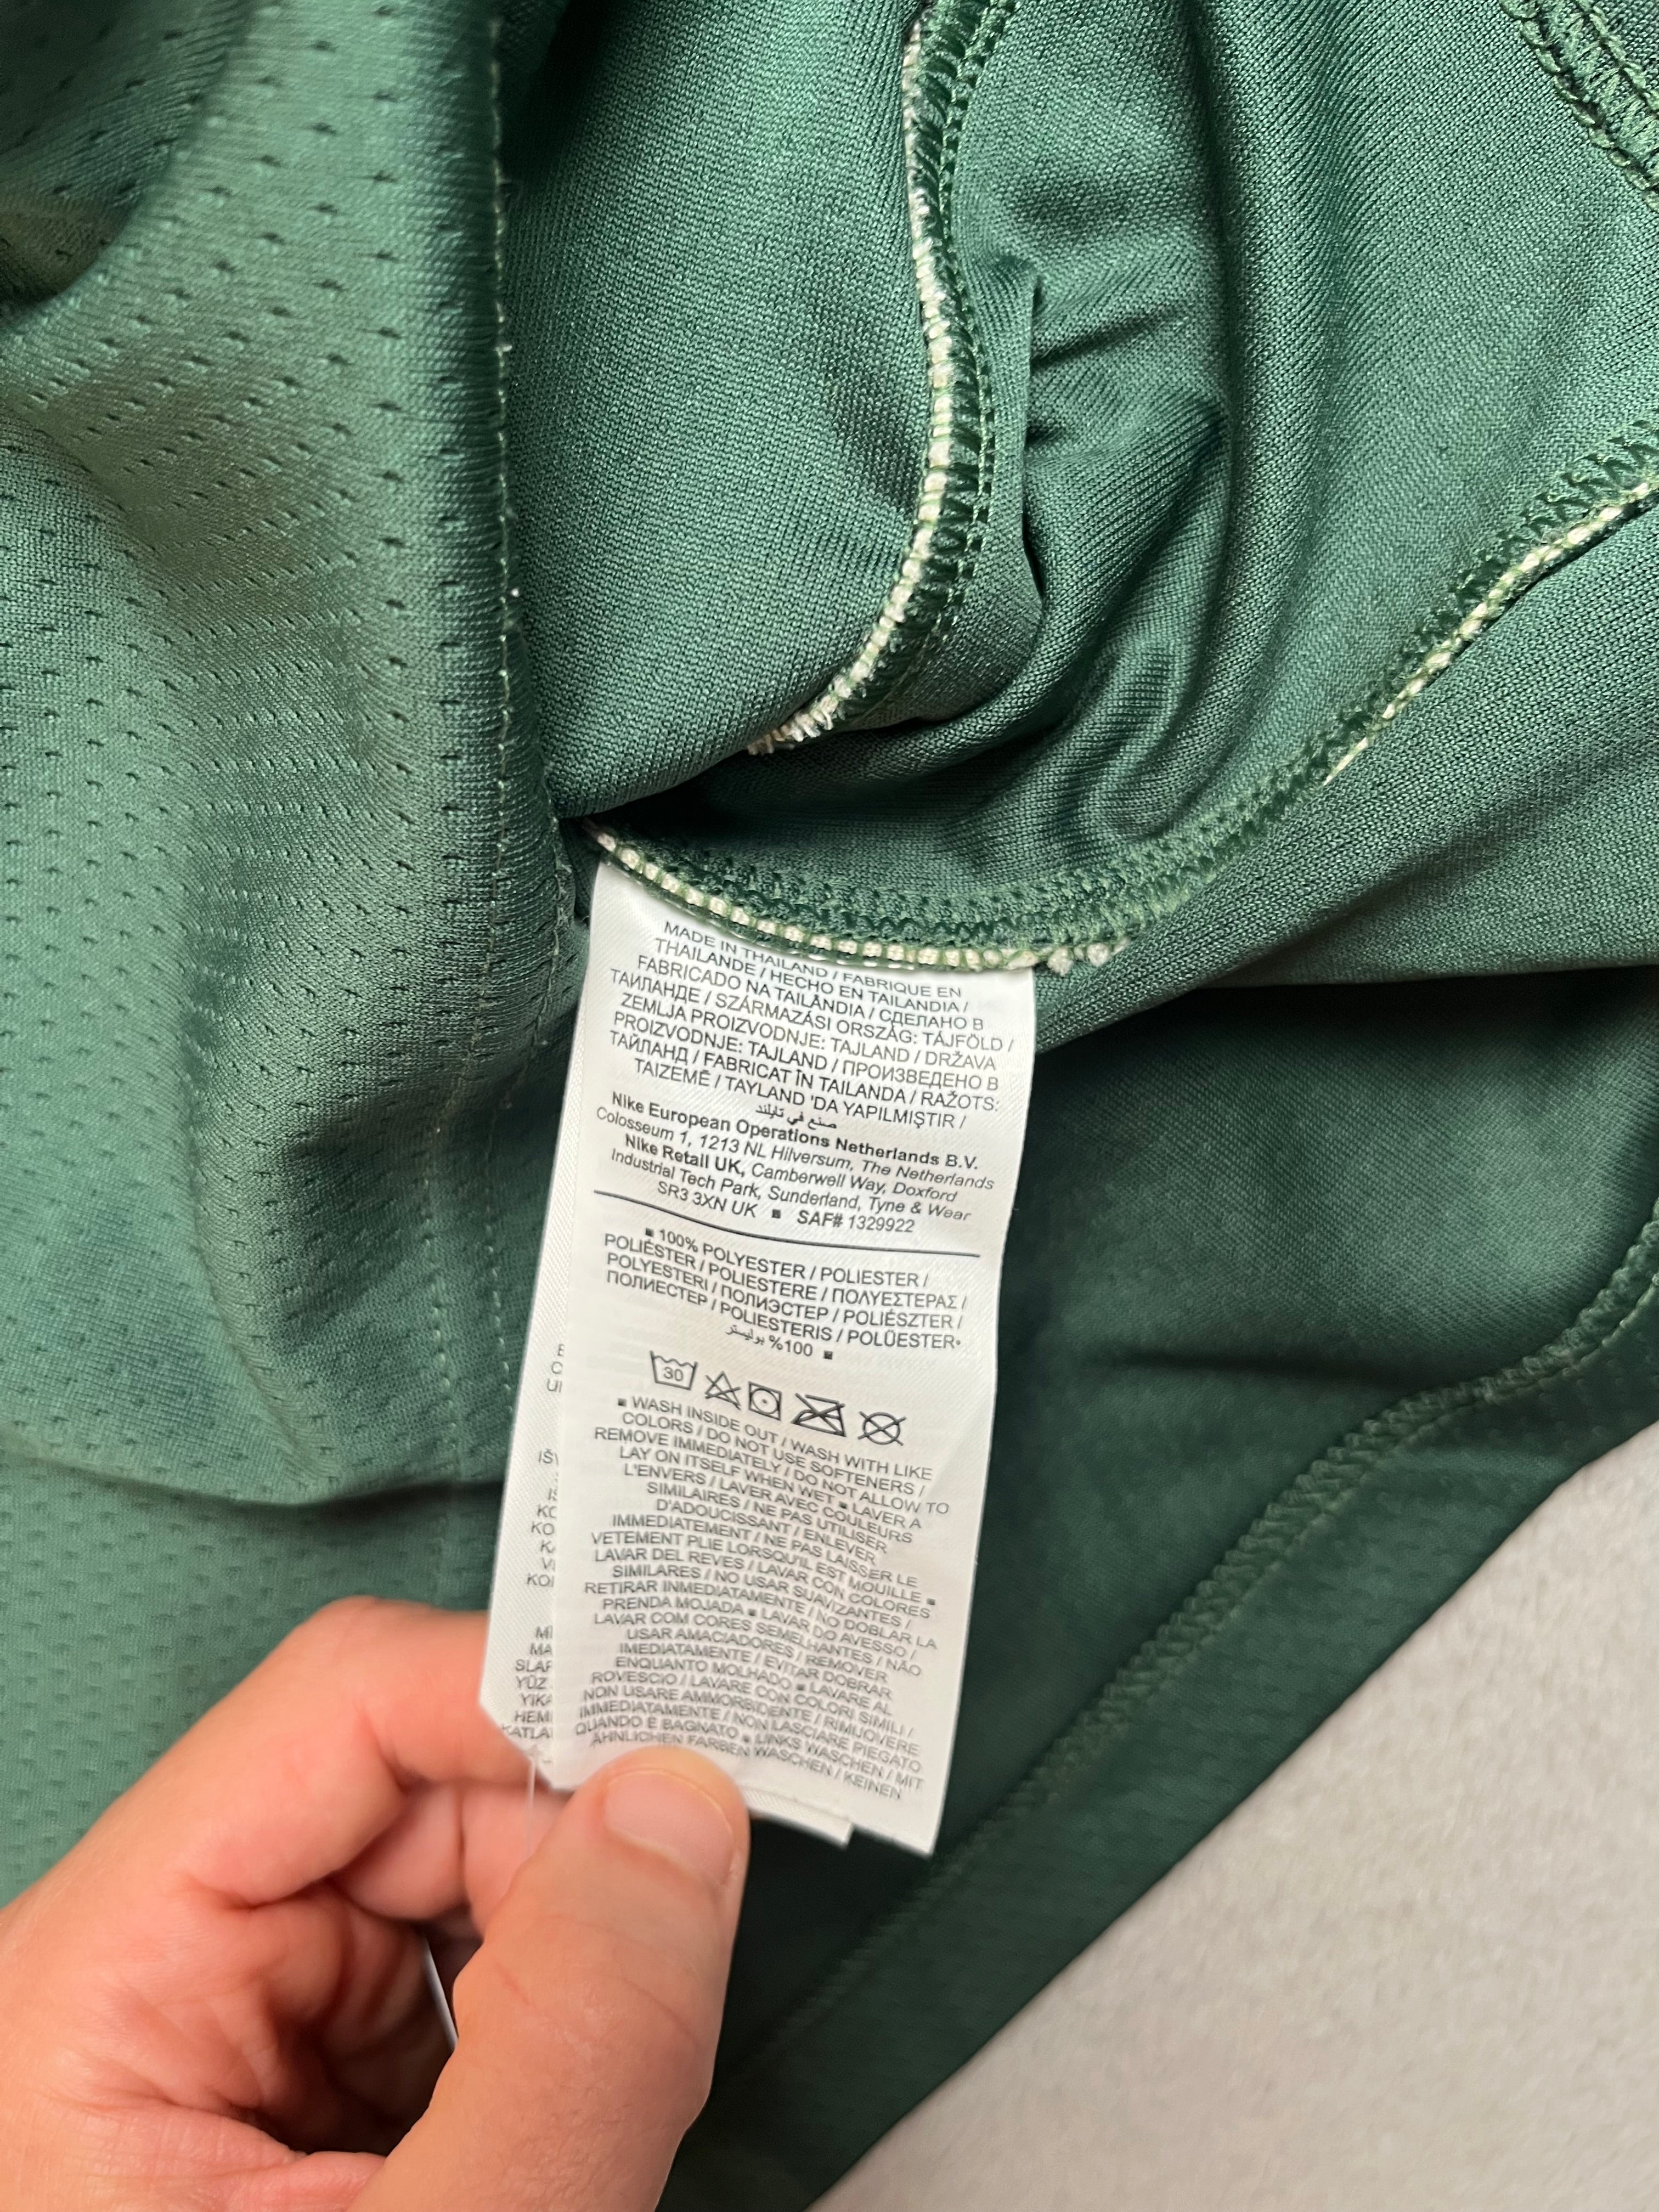 MADE IN THAILAND / FABRIQUE EN
THAILANDE / HECHO EN TAILANDIA /
FABRICADO NA TAILÂNDIA / СДЕЛАНО В
ТАИЛАНДЕ / SZÁRMAZÁSI ORSZÁG: TÁJFÖLD /
ZEMLJA PROIZVODNJE: TAJLAND / DRŽAVA
PROIZVODNJE: TAJLAND / ПРОИЗВЕДЕНО В
ТАЙЛАНД / FABRICAT ÎN TAILANDA / RAŽOTS:
TAIZEMĒ / TAYLAND 'DA YAPILMIŞTIR /
صنع في تايلند
Nike European Operations Netherlands B.V.
Colosseum 1, 1213 NL Hilversum, The Netherlands
Nike Retail UK, Camberwell Way, Doxford
Industrial Tech Park, Sunderland, Tyne & Wear
SR3 3XN UK ■ SAF# 1329922
■ 100% POLYESTER / POLIESTER /
POLIÉSTER / POLIESTERE / ΠΟΛΥΕΣΤΕΡΑΣ /
POLYESTERI / ПОЛИЭСТЕР / POLIÉSZTER /
ПОЛИЕСТЕР / POLIESTERIS / POLÜESTER
100% بوليستر ■
30
■ WASH INSIDE OUT / WASH WITH LIKE
COLORS / DO NOT USE SOFTENERS /
REMOVE IMMEDIATELY / DO NOT ALLOW TO
LAY ON ITSELF WHEN WET ■ LAVER A
L'ENVERS / LAVER AVEC COULEURS
SIMILAIRES / NE PAS UTILISER
D'ADOUCISSANT / ENLEVER
IMMEDIATEMENT / NE PAS LAISSER LE
VETEMENT PLIE LORSQU'IL EST MOUILLE ■
LAVAR DEL REVES / LAVAR CON COLORES
SIMILARES / NO USAR SUAVIZANTES /
RETIRAR INMEDIATAMENTE / NO DOBLAR LA
PRENDA MOJADA ■ LAVAR DO AVESSO /
LAVAR COM CORES SEMELHANTES / NÃO
USAR AMACIADORES / REMOVER
IMEDIATAMENTE / EVITAR DOBRAR
ENQUANTO MOLHADO ■ LAVARE AL
ROVESCIO / LAVARE CON COLORI SIMILI /
NON USARE AMMORBIDENTE / RIMUOVERE
IMMEDIATAMENTE / NON LASCIARE PIEGATO
QUANDO È BAGNATO ■ LINKS WASCHEN / MIT
ÄHNLICHEN FARBEN WASCHEN / KEINEN